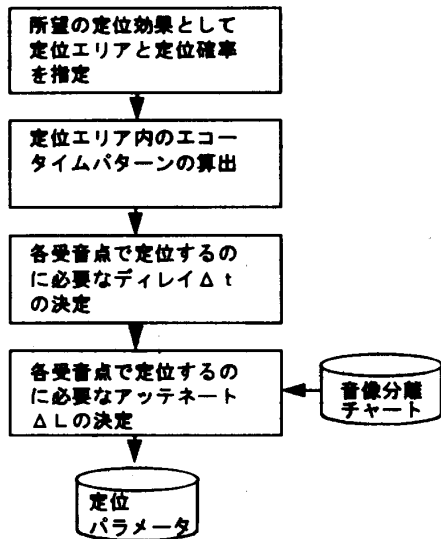 所望の定位効果として
定位エリアと定位確率
を指定
定位エリア内のエコー
タイムパターンの算出
各受音点で定位するの
に必要なディレイΔt
の決定
各受音点で定位するの
に必要なアッテネート
ΔLの決定
音像分離
チャート
定位
パラメータ